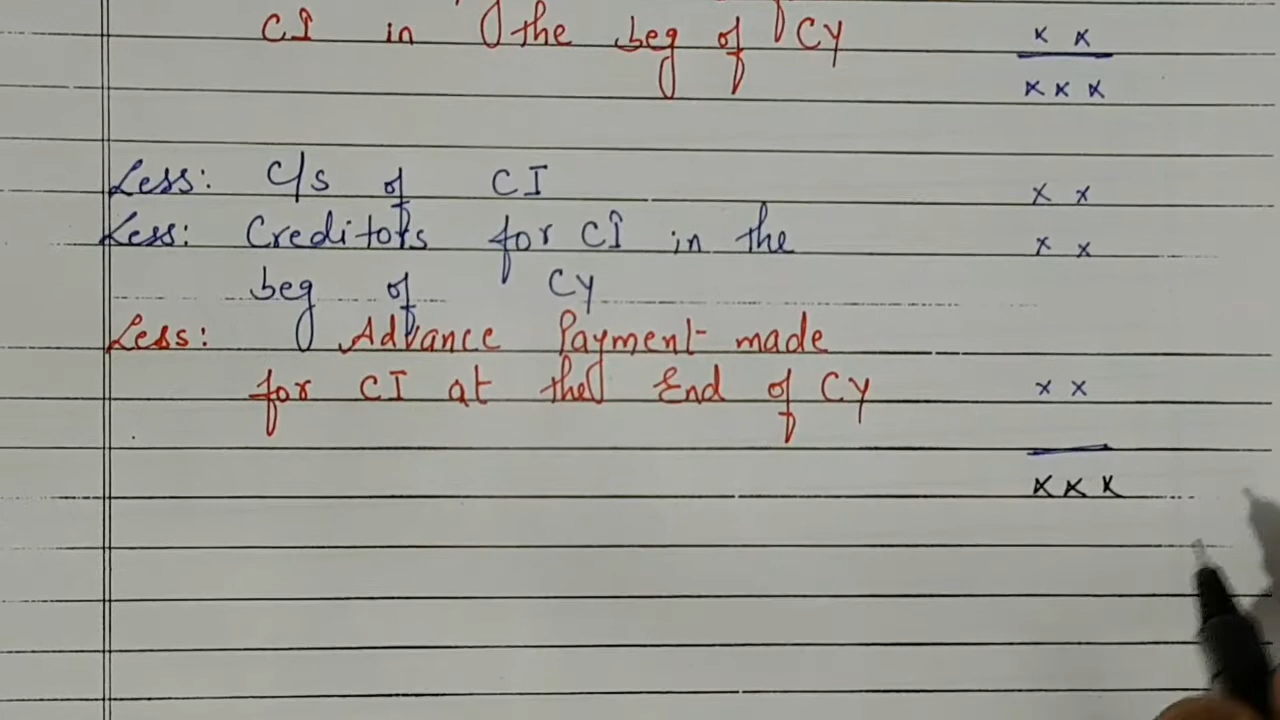 CI in the beg of CY x x
x x x
Less: C/s of CI x x
Less: Creditors for CI in the x x
beg of CY
Less: Advance Payment made
for CI at the End of CY x x
x x x